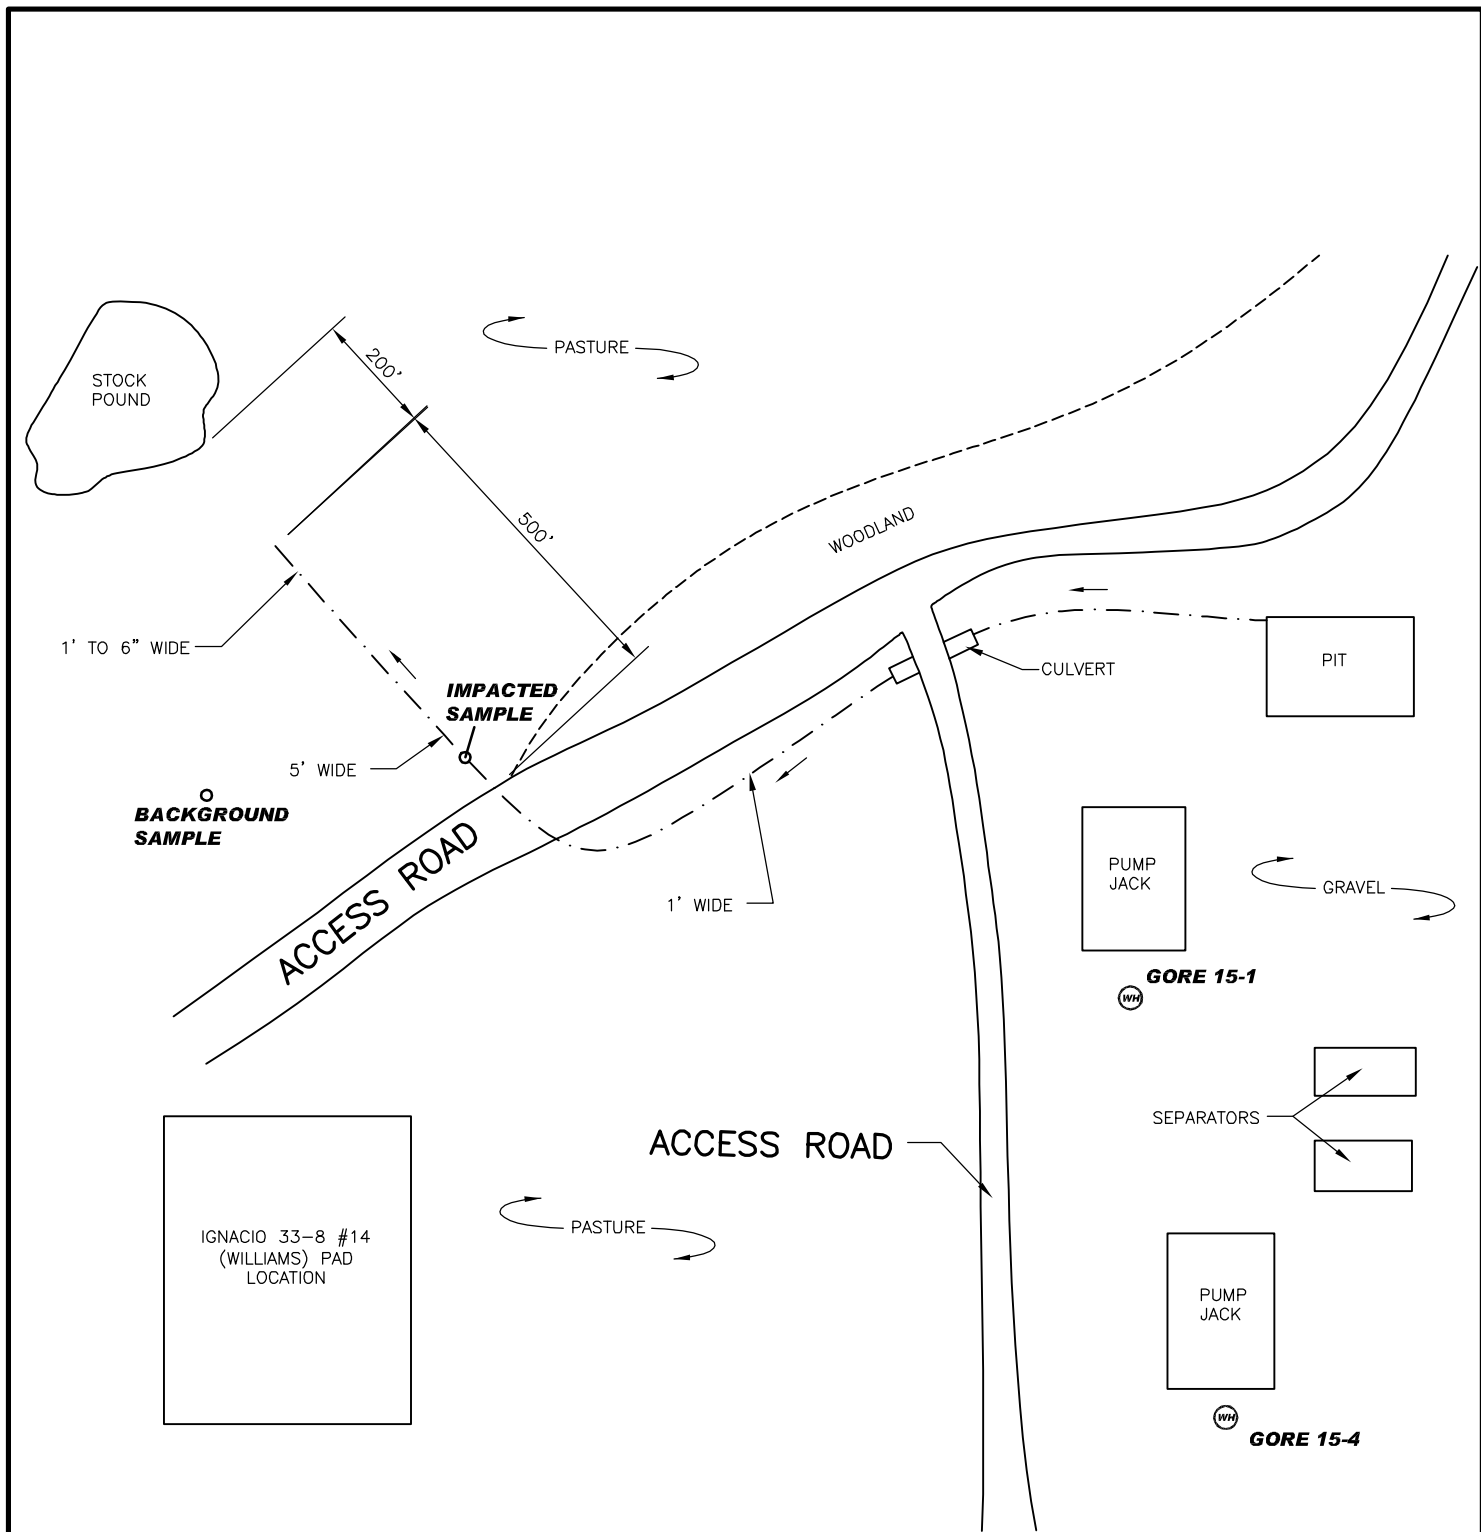 200'
PASTURE
STOCK
POUND
500'
WOODLAND
1' TO 6" WIDE
CULVERT
PIT
IMPACTED
SAMPLE
5' WIDE
BACKGROUND
SAMPLE
ACCESS ROAD
1' WIDE
PUMP
JACK
GRAVEL
GORE 15-1
WH
SEPARATORS
ACCESS ROAD
PASTURE
IGNACIO 33-8 #14
(WILLIAMS) PAD
LOCATION
PUMP
JACK
WH
GORE 15-4